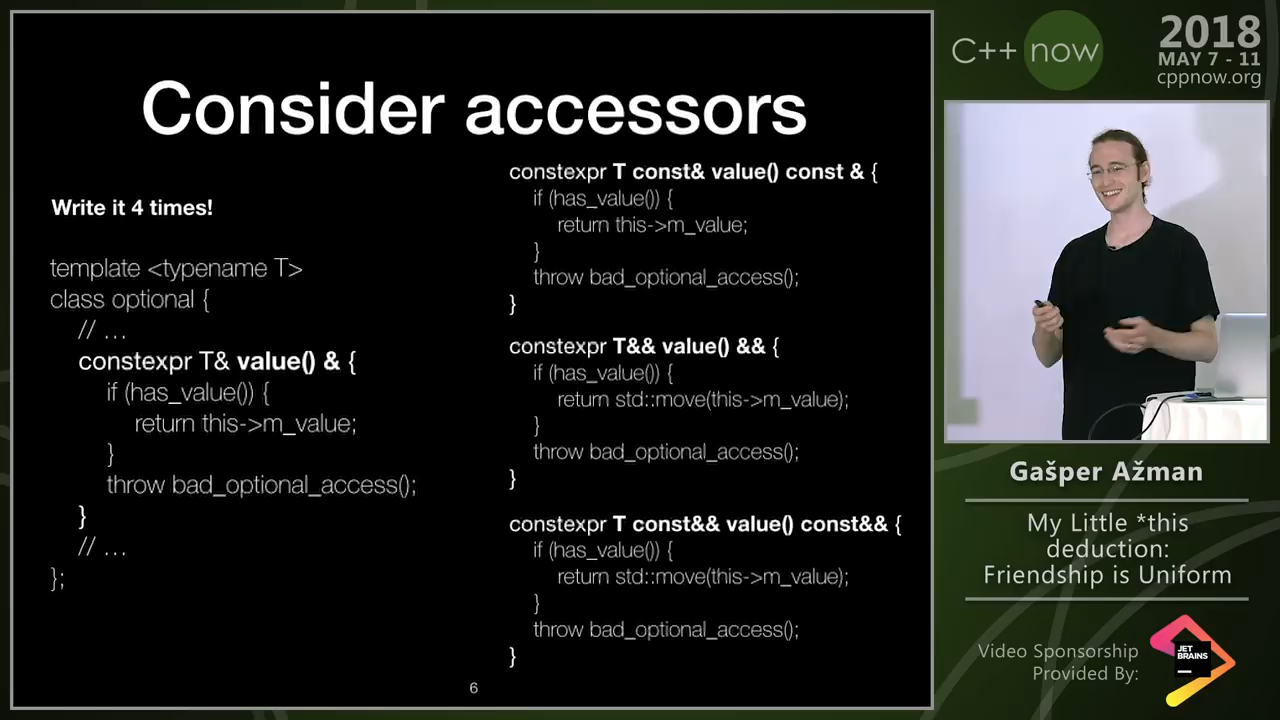 Consider accessors
Write it 4 times!
template <typename T>
class optional {
// …
constexpr T& value() & {
if (has_value()) {
return this->m_value;
}
throw bad_optional_access();
}
// …
};
constexpr T const& value() const & {
if (has_value()) {
return this->m_value;
}
throw bad_optional_access();
}
constexpr T&& value() && {
if (has_value()) {
return std::move(this->m_value);
}
throw bad_optional_access();
}
constexpr T const&& value() const&& {
if (has_value()) {
return std::move(this->m_value);
}
throw bad_optional_access();
}
6
C++ now
2018
MAY 7 - 11
cppnow.org
Gašper Ažman
My Little *this
deduction:
Friendship is Uniform
Video Sponsorship
Provided By:
JET
BRAINS